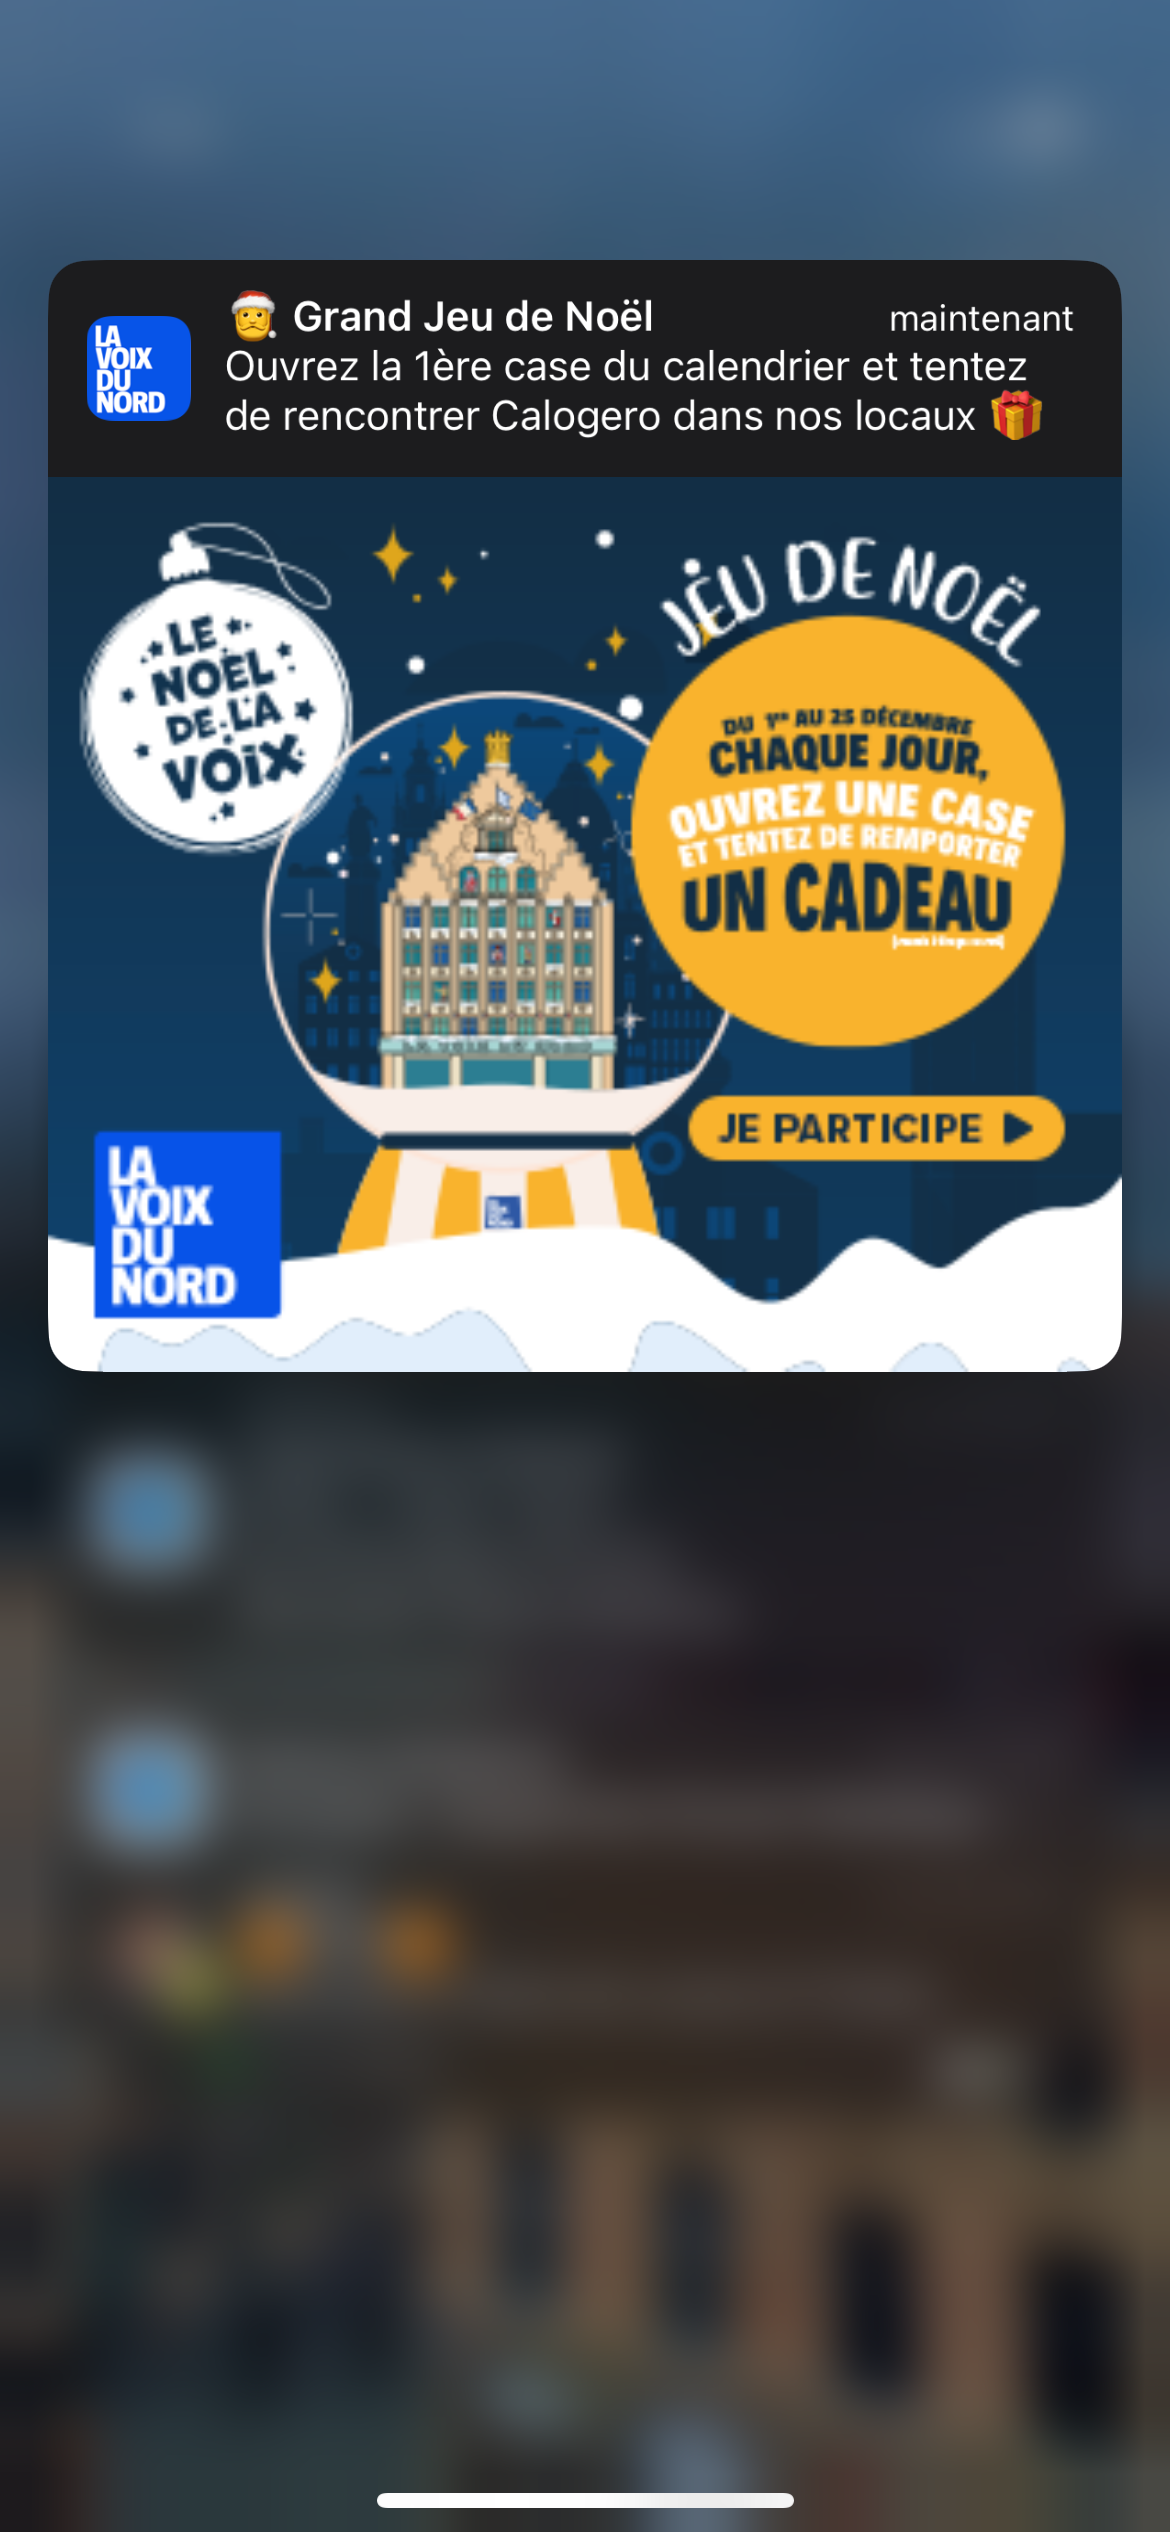 LA
VOIX
DU
NORD
🎅 Grand Jeu de Noël
maintenant
Ouvrez la 1ère case du calendrier et tentez
de rencontrer Calogero dans nos locaux 🎁
LE
NOËL
DE LA
VOIX
JEU DE NOËL
DU 1er AU 25 DÉCEMBRE
CHAQUE JOUR,
OUVREZ UNE CASE
ET TENTEZ DE REMPORTER
UN CADEAU
JE PARTICIPE
LA
VOIX
DU
NORD